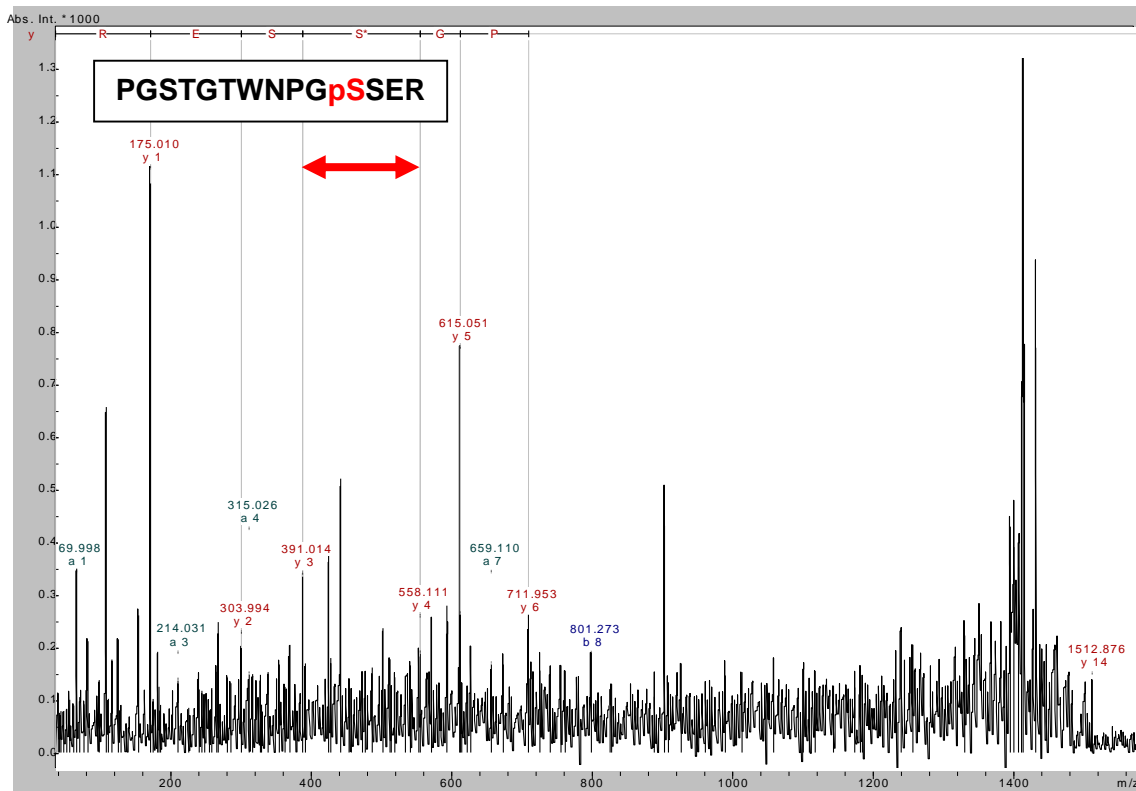 Abs. Int. * 1000
y R E S S* G P
1.3
PGSTGTWNPGpSSER
1.2
175.010
y 1
1.1
1.0
0.9
0.8
615.051
y 5
0.7
0.6
0.5
315.026
a 4
69.998
a 1
391.014
y 3
659.110
a 7
0.4
558.111
y 4
711.953
y 6
0.3
303.994
y 2
214.031
a 3
801.273
b 8
1512.876
y 14
0.2
0.1
0.0
200 400 600 800 1000 1200 1400 m/z